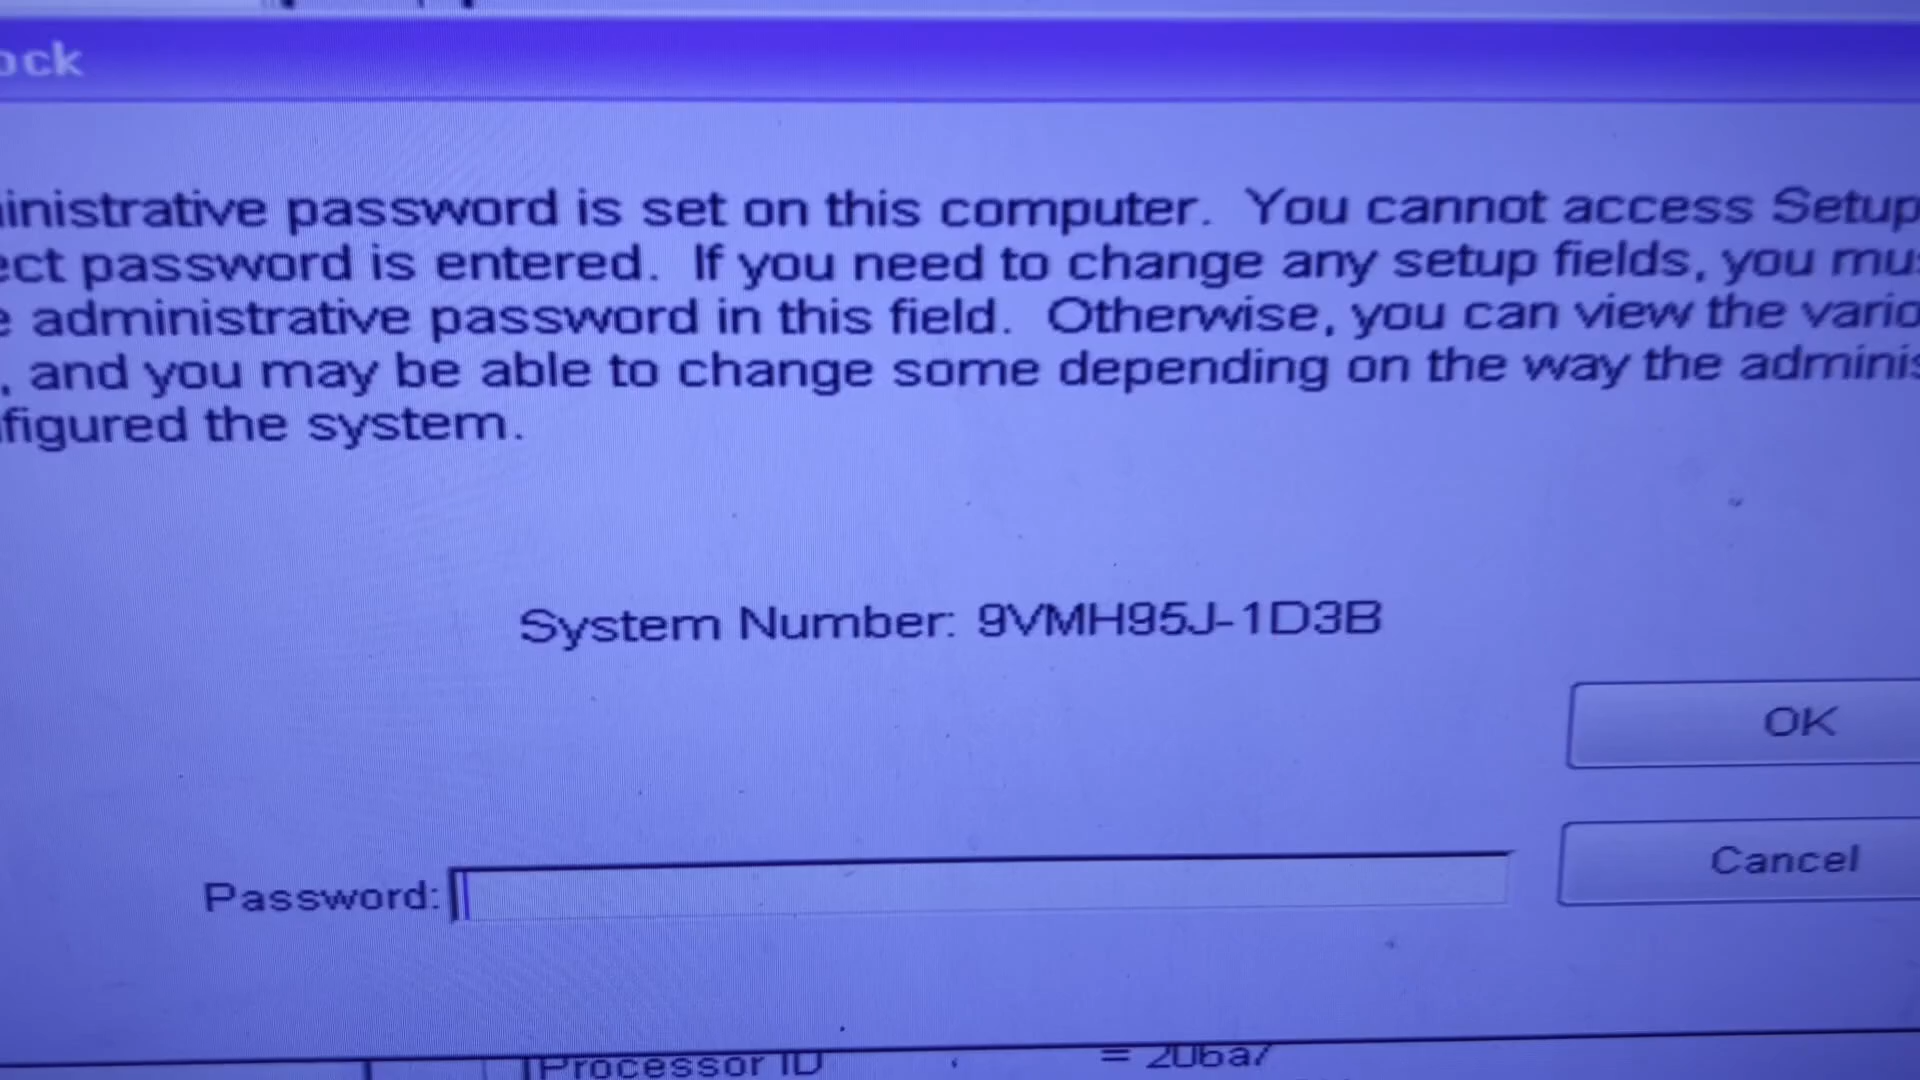 ock
inistrative password is set on this computer. You cannot access Setup
ect password is entered. If you need to change any setup fields, you mus
e administrative password in this field. Otherwise, you can view the vario
, and you may be able to change some depending on the way the adminis
figured the system.
System Number: 9VMH95J-1D3B
OK
Cancel
Password:
Processor ID = 206a7